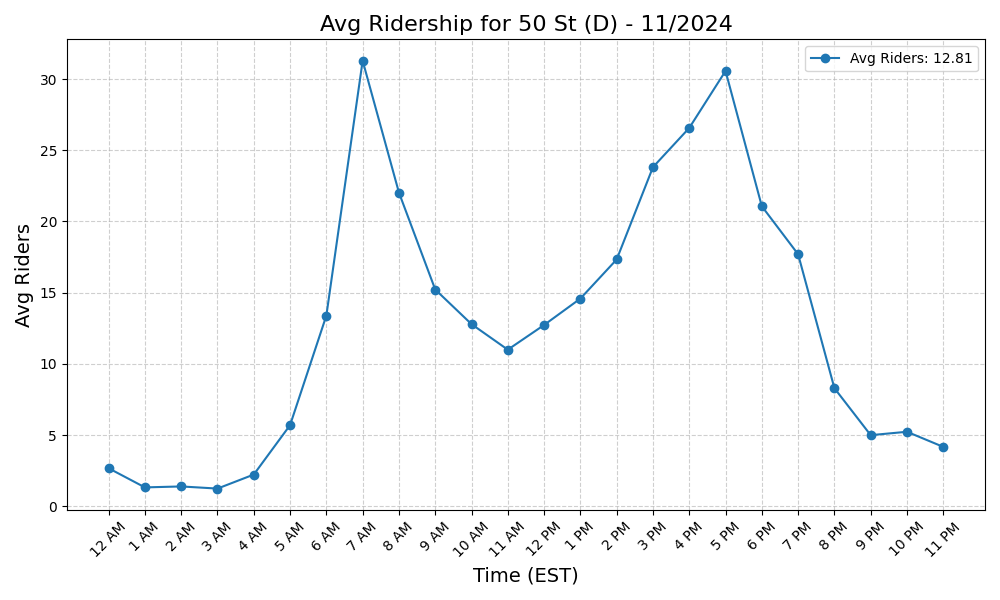 Avg Ridership for 50 St (D) - 11/2024
Avg Riders: 12.81
Avg Riders
30
25
20
15
10
5
0
12 AM
1 AM
2 AM
3 AM
4 AM
5 AM
6 AM
7 AM
8 AM
9 AM
10 AM
11 AM
12 PM
1 PM
2 PM
3 PM
4 PM
5 PM
6 PM
7 PM
8 PM
9 PM
10 PM
11 PM
Time (EST)